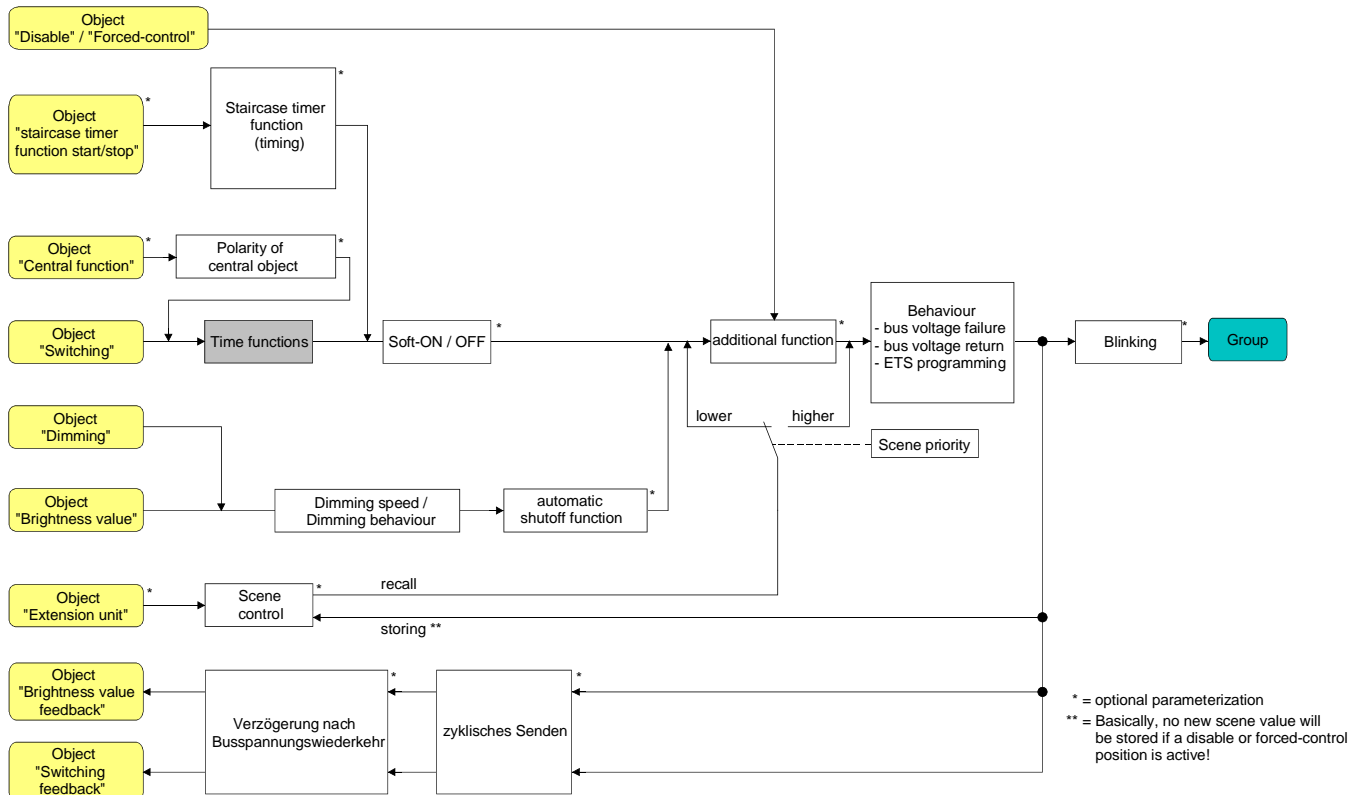 Object
"Disable" / "Forced-control"
*
Object
"staircase timer
function start/stop"
*
Staircase timer
function
(timing)
*
Object
"Central function"
*
Polarity of
central object
*
Object
"Switching"
Time functions
Soft-ON / OFF
*
additional function
*
Behaviour
- bus voltage failure
- bus voltage return
- ETS programming
Blinking
*
Group
lower
higher
Scene priority
Object
"Dimming"
Object
"Brightness value"
Dimming speed /
Dimming behaviour
automatic
shutoff function
*
Object
"Extension unit"
*
Scene
control
*
recall
storing **
Object
"Brightness value
feedback"
Object
"Switching
feedback"
Verzögerung nach
Busspannungswiederkehr
*
zyklisches Senden
*
* = optional parameterization
** = Basically, no new scene value will
be stored if a disable or forced-control
position is active!